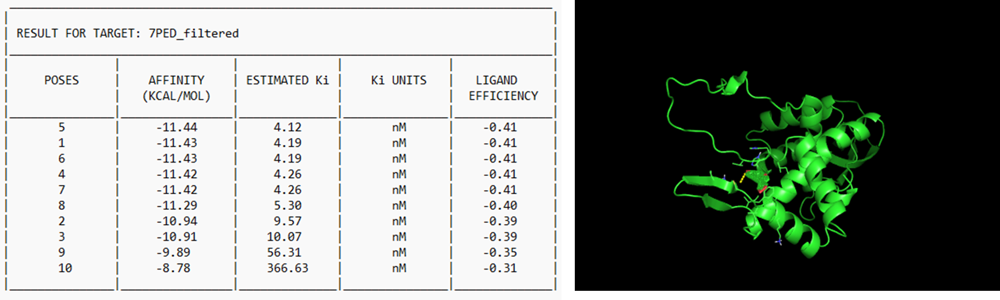 RESULT FOR TARGET: 7PED_filtered
POSES AFFINITY ESTIMATED Ki Ki UNITS LIGAND
(KCAL/MOL) EFFICIENCY
5 -11.44 4.12 nM -0.41
1 -11.43 4.19 nM -0.41
6 -11.43 4.19 nM -0.41
4 -11.42 4.26 nM -0.41
7 -11.42 4.26 nM -0.41
8 -11.29 5.30 nM -0.40
2 -10.94 9.57 nM -0.39
3 -10.91 10.07 nM -0.39
9 -9.89 56.31 nM -0.35
10 -8.78 366.63 nM -0.31